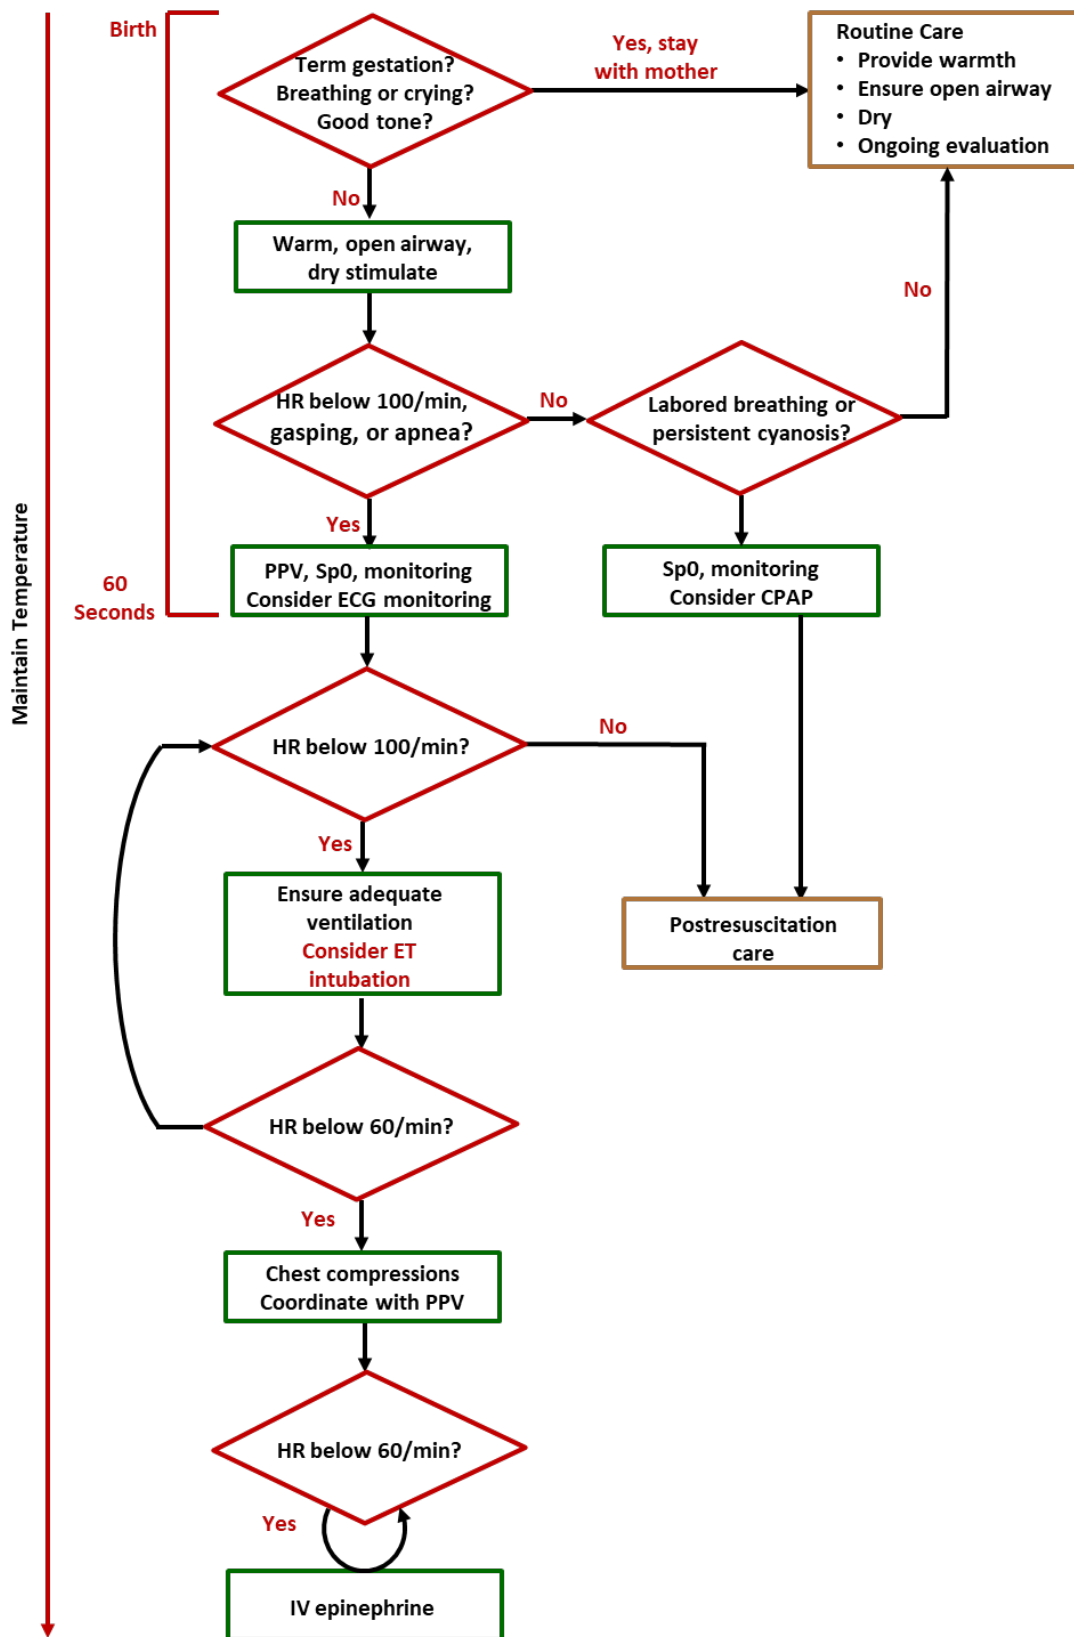 Birth
Term gestation?
Breathing or crying?
Good tone?
Yes, stay
with mother
Routine Care
• Provide warmth
• Ensure open airway
• Dry
• Ongoing evaluation
No
Warm, open airway,
dry stimulate
HR below 100/min,
gasping, or apnea?
No
Labored breathing or
persistent cyanosis?
No
Yes
60
Seconds
PPV, Sp0, monitoring
Consider ECG monitoring
Sp0, monitoring
Consider CPAP
Maintain Temperature
HR below 100/min?
No
Yes
Ensure adequate
ventilation
Consider ET
intubation
Postresuscitation
care
HR below 60/min?
Yes
Chest compressions
Coordinate with PPV
HR below 60/min?
Yes
IV epinephrine